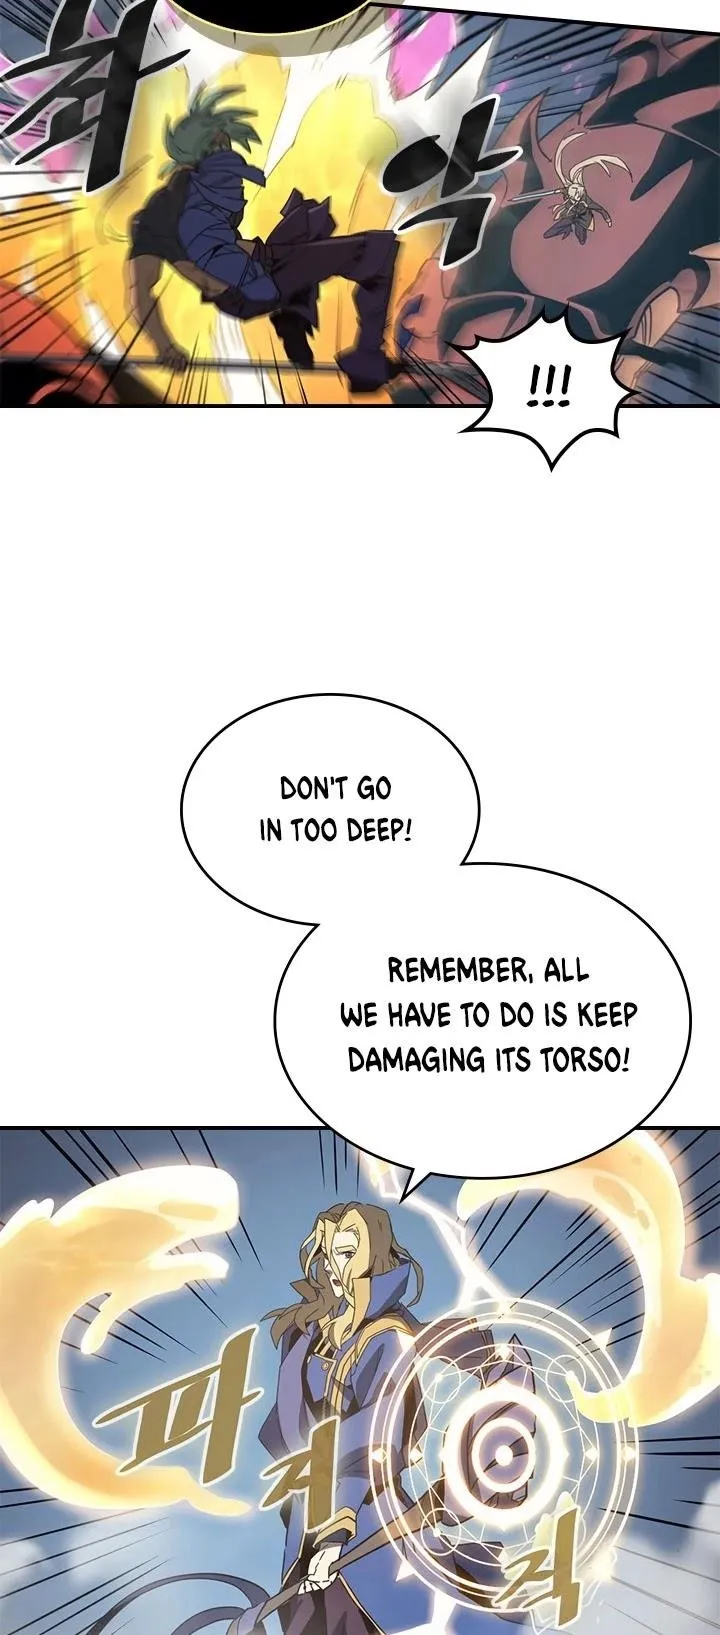 콰
악
!!!
DON'T GO
IN TOO DEEP!
REMEMBER, ALL
WE HAVE TO DO IS KEEP
DAMAGING ITS TORSO!
파
지
직